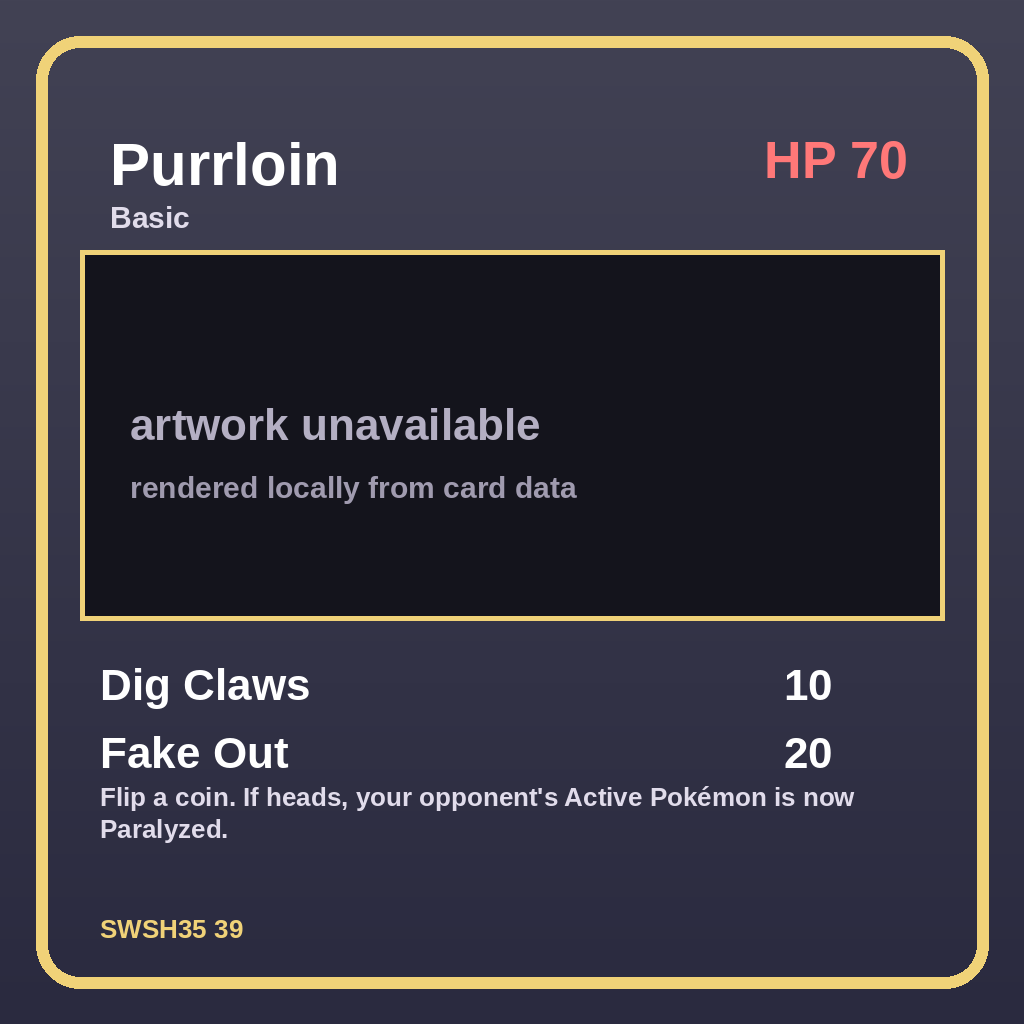 Purrloin
HP 70
Basic
artwork unavailable
rendered locally from card data
Dig Claws 10
Fake Out 20
Flip a coin. If heads, your opponent's Active Pokémon is now
Paralyzed.
SWSH35 39